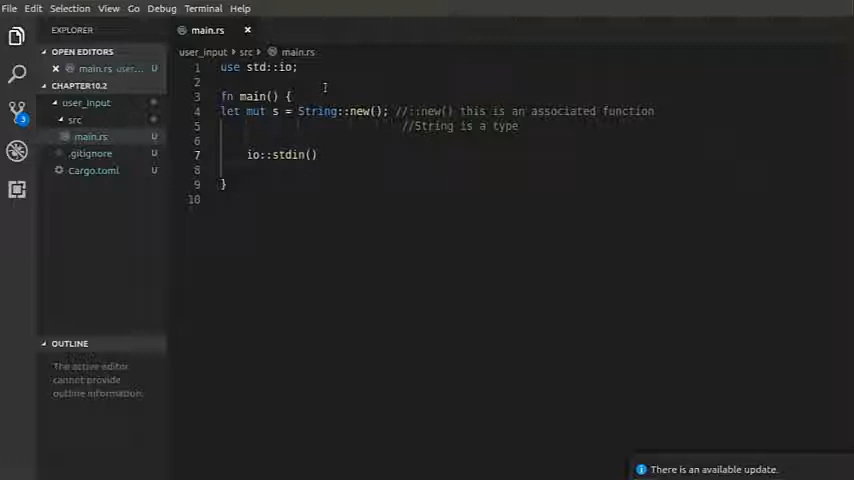 File Edit Selection View Go Debug Terminal Help
EXPLORER
OPEN EDITORS
main.rs user... U
CHAPTER10.2
user_input
src
main.rs U
.gitignore U
Cargo.toml U
3
OUTLINE
The active editor
cannot provide
outline information.
main.rs
user_input › src › main.rs
1 use std::io;
2
3 fn main() {
4 let mut s = String::new(); //::new() this is an associated function
5 //String is a type
6
7 io::stdin()
8
9 }
10
There is an available update.